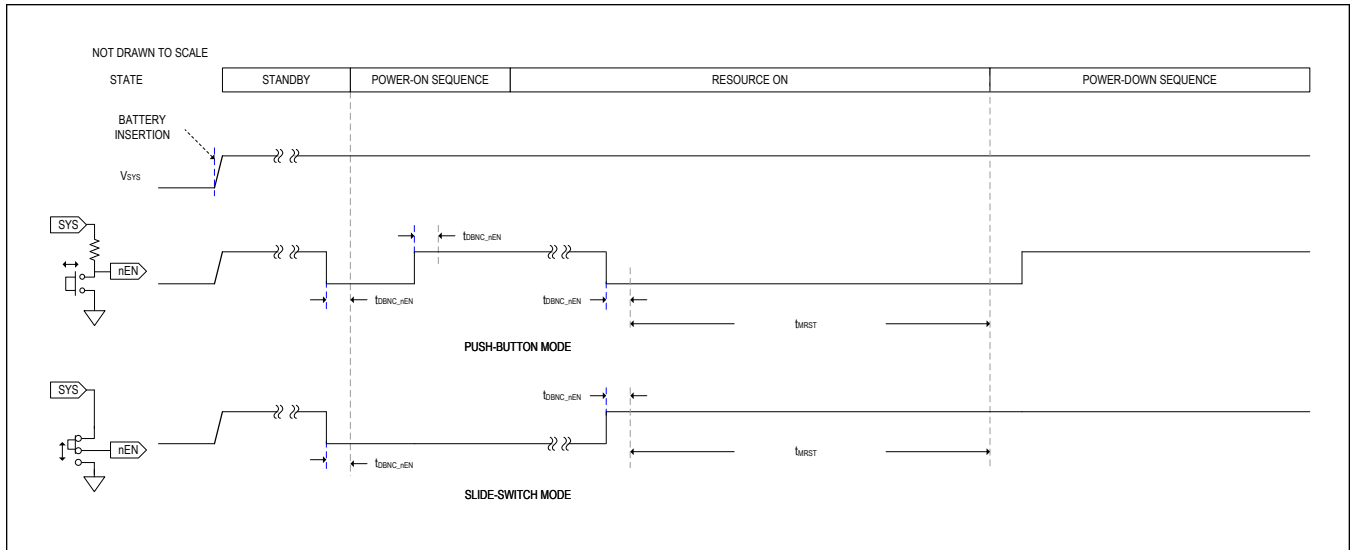 NOT DRAWN TO SCALE
STATE
STANDBY
POWER-ON SEQUENCE
RESOURCE ON
POWER-DOWN SEQUENCE
BATTERY
INSERTION
VSYS
SYS
nEN
tDBNC_nEN
tDBNC_nEN
tDBNC_nEN
tMRST
PUSH-BUTTON MODE
SYS
nEN
tDBNC_nEN
tDBNC_nEN
tMRST
SLIDE-SWITCH MODE